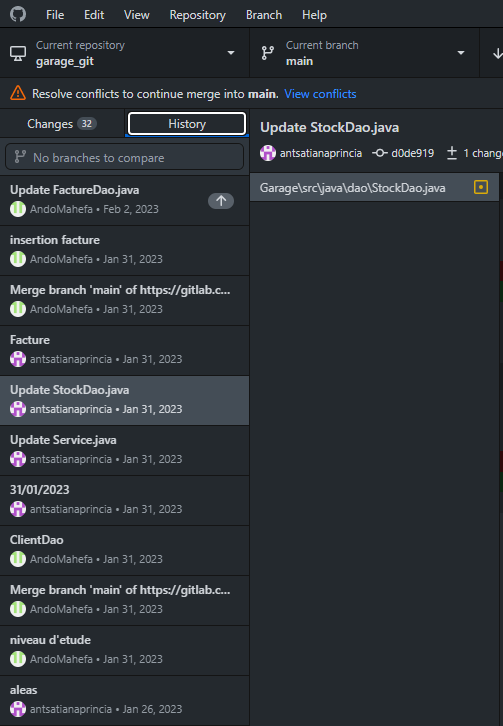 File Edit View Repository Branch Help
Current repository
garage_git
Current branch
main
Resolve conflicts to continue merge into main. View conflicts
Changes 32
History
No branches to compare
Update FactureDao.java
AndoMahefa • Feb 2, 2023
insertion facture
AndoMahefa • Jan 31, 2023
Merge branch 'main' of https://gitlab.c...
AndoMahefa • Jan 31, 2023
Facture
antsatianaprincia • Jan 31, 2023
Update StockDao.java
antsatianaprincia • Jan 31, 2023
Update Service.java
antsatianaprincia • Jan 31, 2023
31/01/2023
antsatianaprincia • Jan 31, 2023
ClientDao
AndoMahefa • Jan 31, 2023
Merge branch 'main' of https://gitlab.c...
AndoMahefa • Jan 31, 2023
niveau d'etude
AndoMahefa • Jan 31, 2023
aleas
antsatianaprincia • Jan 26, 2023
Update StockDao.java
antsatianaprincia d0de919 1 change
Garage\src\java\dao\StockDao.java